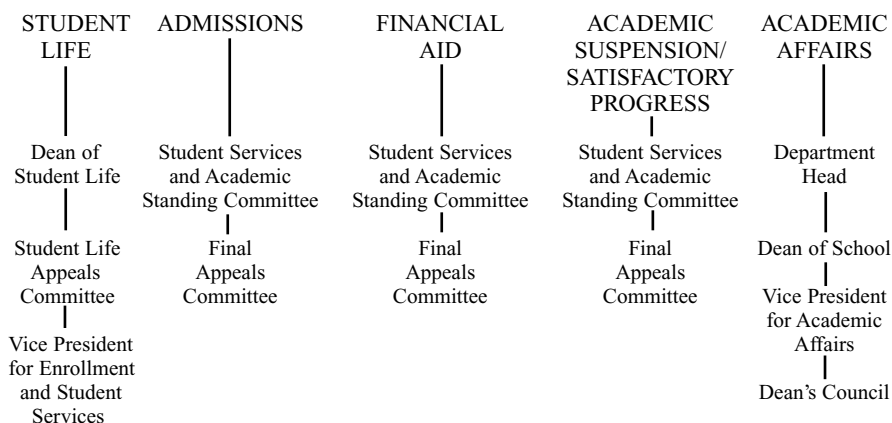 STUDENT
LIFE
Dean of
Student Life
Student Life
Appeals
Committee
Vice President
for Enrollment
and Student
Services
ADMISSIONS
Student Services
and Academic
Standing Committee
Final
Appeals
Committee
FINANCIAL
AID
Student Services
and Academic
Standing Committee
Final
Appeals
Committee
ACADEMIC
SUSPENSION/
SATISFACTORY
PROGRESS
Student Services
and Academic
Standing Committee
Final
Appeals
Committee
ACADEMIC
AFFAIRS
Department
Head
Dean of School
Vice President
for Academic
Affairs
Dean’s Council